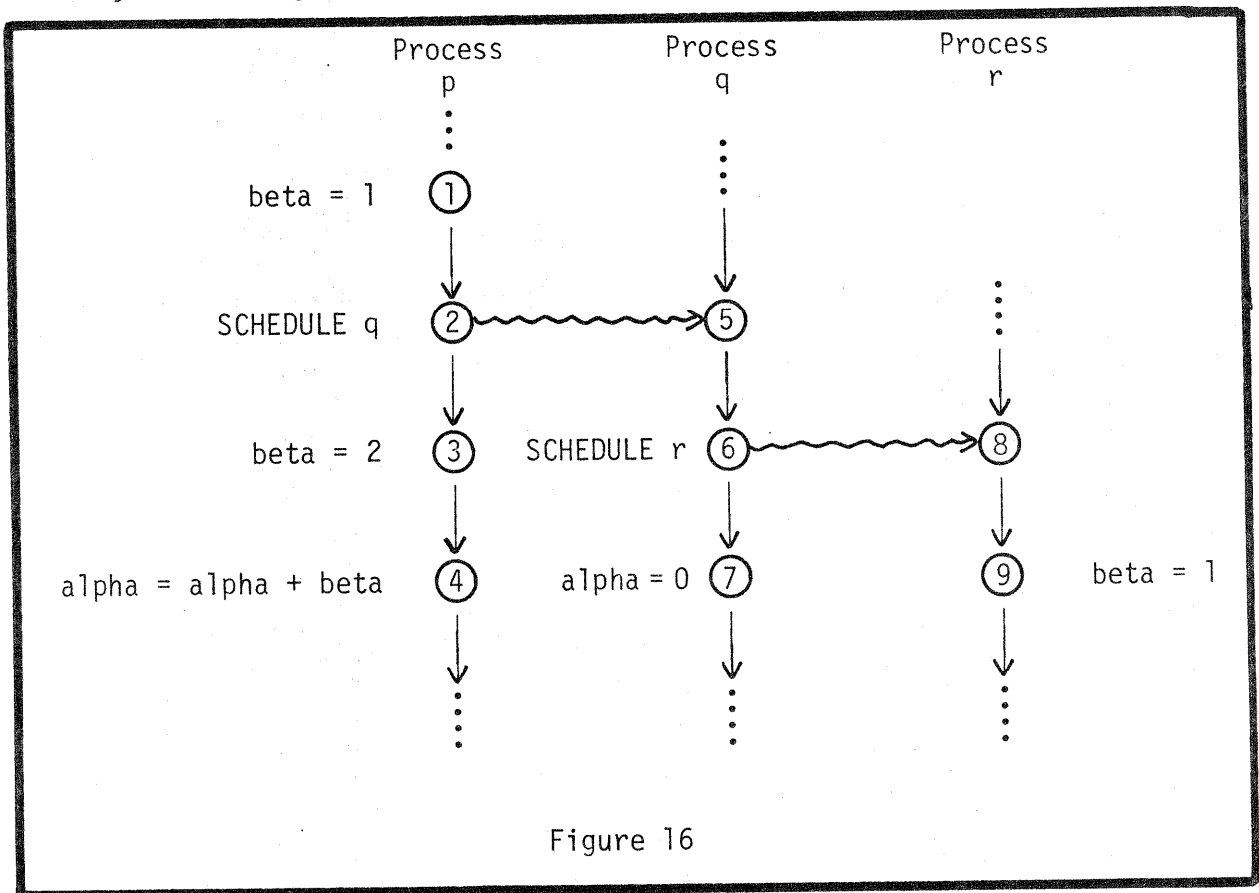 Process Process Process
p q r
beta = 1 1
SCHEDULE q 2 5
beta = 2 3 SCHEDULE r 6 8
alpha = alpha + beta 4 alpha = 0 7 9 beta = 1
Figure 16